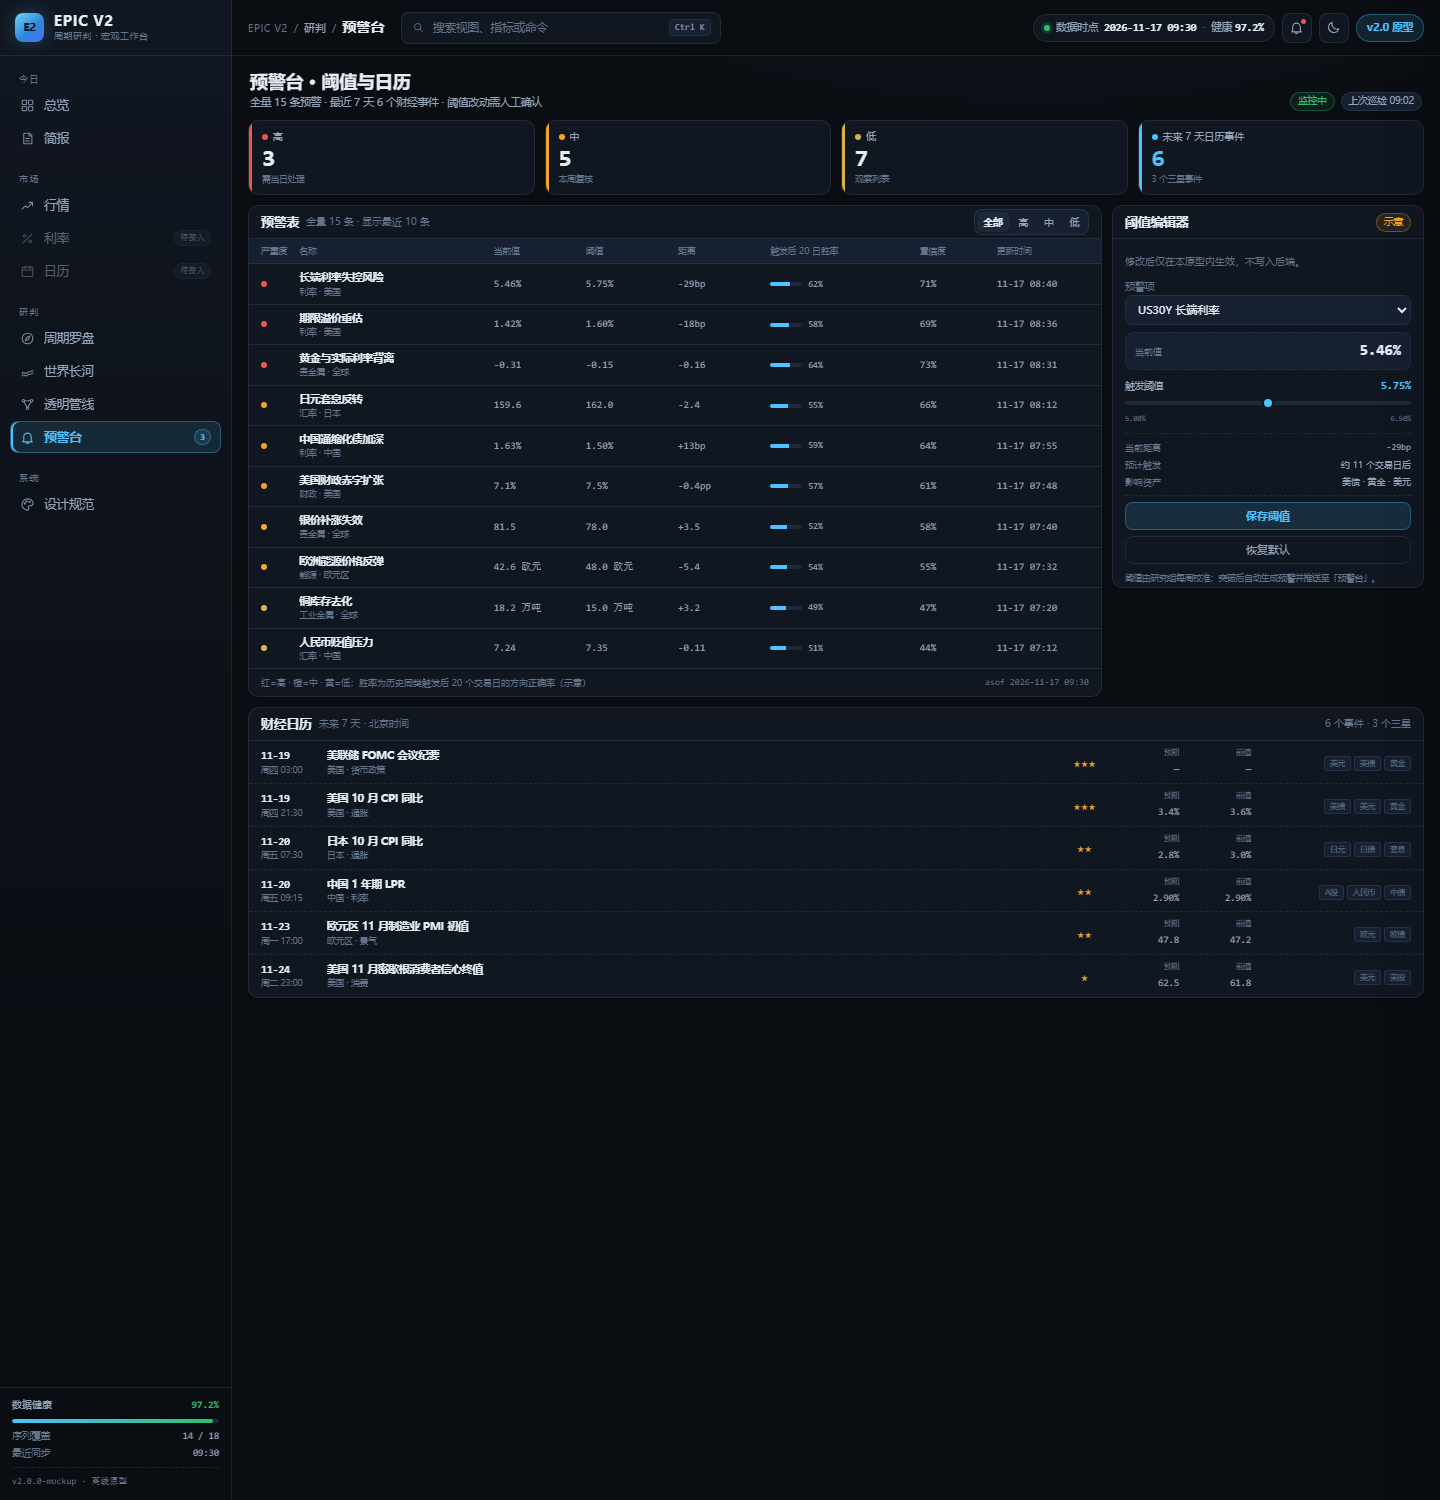 E2
EPIC V2
周期研判 · 宏观工作台
今日
总览
简报
市场
行情
利率 待接入
日历 待接入
研判
周期罗盘
世界长河
透明管线
预警台 3
系统
设计规范
数据健康 97.2%
序列覆盖 14 / 18
最近同步 09:30
v2.0.0-mockup · 离线原型
EPIC V2 / 研判 / 预警台
搜索视图、指标或命令 Ctrl K
数据时点 2026-11-17 09:30 · 健康 97.2%
v2.0 原型
预警台 • 阈值与日历
全量 15 条预警 · 最近 7 天 6 个财经事件 · 阈值改动需人工确认
监控中 上次巡检 09:02
高
3
需当日处理
中
5
本周复核
低
7
观察列表
未来 7 天日历事件
6
3 个三星事件
预警表 全量 15 条 · 显示最近 10 条
全部 高 中 低
严重度 名称 当前值 阈值 距离 触发后 20 日胜率 置信度 更新时间
长端利率失控风险 5.46% 5.75% -29bp 62% 71% 11-17 08:40
利率 · 美国
期限溢价重估 1.42% 1.60% -18bp 58% 69% 11-17 08:36
利率 · 美国
黄金与实际利率背离 -0.31 -0.15 -0.16 64% 73% 11-17 08:31
贵金属 · 全球
日元套息反转 159.6 162.0 -2.4 55% 66% 11-17 08:12
汇率 · 日本
中国通缩化债加深 1.63% 1.50% +13bp 59% 64% 11-17 07:55
利率 · 中国
美国财政赤字扩张 7.1% 7.5% -0.4pp 57% 61% 11-17 07:48
财政 · 美国
银价补涨失效 81.5 78.0 +3.5 52% 58% 11-17 07:40
贵金属 · 全球
欧洲能源价格反弹 42.6 欧元 48.0 欧元 -5.4 54% 55% 11-17 07:32
能源 · 欧元区
铜库存去化 18.2 万吨 15.0 万吨 +3.2 49% 47% 11-17 07:20
工业金属 · 全球
人民币贬值压力 7.24 7.35 -0.11 51% 44% 11-17 07:12
汇率 · 中国
红=高 · 橙=中 · 黄=低；胜率为历史同类触发后 20 个交易日的方向正确率（示意） asof 2026-11-17 09:30
阈值编辑器 示意
修改后仅在本原型内生效，不写入后端。
预警项
US30Y 长端利率
当前值 5.46%
触发阈值 5.75%
5.00% 6.50%
当前距离 -29bp
预计触发 约 11 个交易日后
影响资产 美债 · 黄金 · 美元
保存阈值
恢复默认
阈值由研究组每周校准；突破后自动生成预警并推送至「预警台」。
财经日历 未来 7 天 · 北京时间 6 个事件 · 3 个三星
11-19 美联储 FOMC 会议纪要 ★★★ 预期 前值 美元 美债 黄金
周四 03:00 美国 · 货币政策 — —
11-19 美国 10 月 CPI 同比 ★★★ 预期 前值 美债 美元 黄金
周四 21:30 美国 · 通胀 3.4% 3.6%
11-20 日本 10 月 CPI 同比 ★★ 预期 前值 日元 日债 套息
周五 07:30 日本 · 通胀 2.8% 3.0%
11-20 中国 1 年期 LPR ★★ 预期 前值 A股 人民币 中债
周五 09:15 中国 · 利率 2.90% 2.90%
11-23 欧元区 11 月制造业 PMI 初值 ★★ 预期 前值 欧元 欧债
周一 17:00 欧元区 · 景气 47.8 47.2
11-24 美国 11 月密歇根消费者信心终值 ★ 预期 前值 美元 美股
周二 23:00 美国 · 消费 62.5 61.8